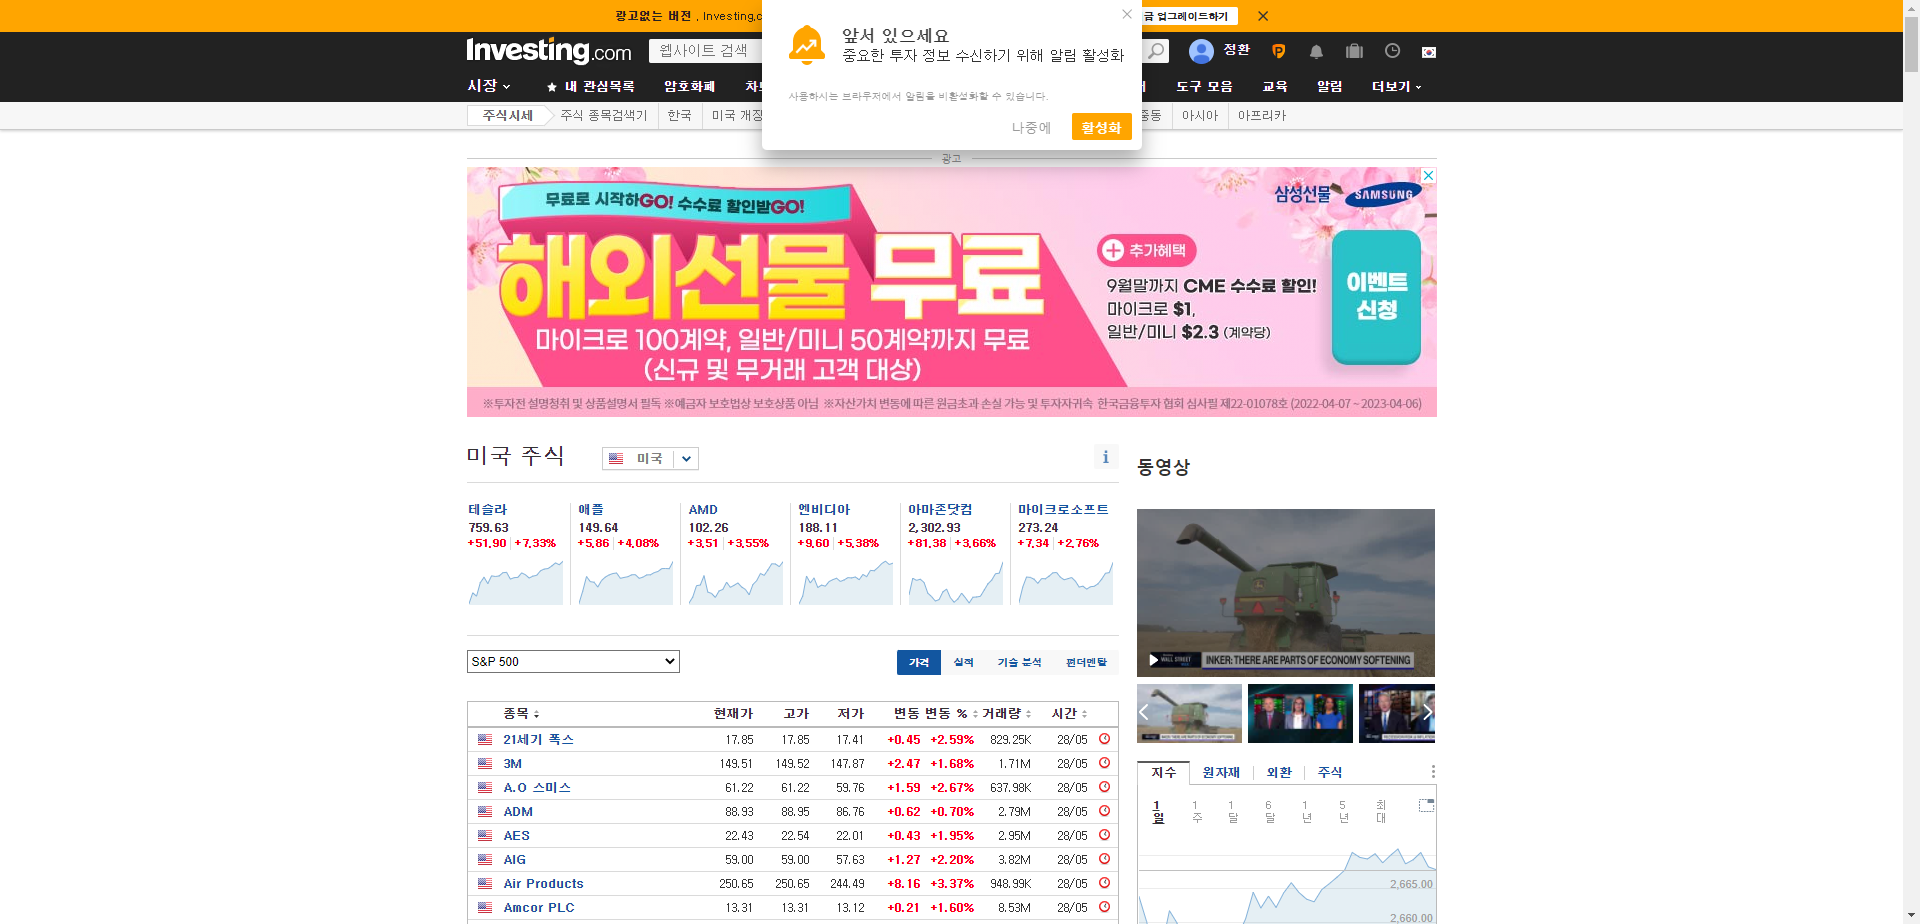 광고없는 버전 , Investing.c
금 업그레이드하기
앞서 있으세요
중요한 투자 정보 수신하기 위해 알림 활성화
사용하시는 브라우저에서 알림을 비활성화할 수 있습니다.
나중에
활성화
Investing.com
웹사이트 검색
정환
시장
내 관심목록
암호화폐
도구 모음
교육
알림
더보기
주식시세
주식 종목검색기
한국
중동
아시아
아프리카
광고
무료로 시작하GO! 수수료 할인받GO!
해외선물 무료
마이크로 100계약, 일반/미니 50계약까지 무료
(신규 및 무거래 고객 대상)
삼성선물 SAMSUNG
추가혜택
9월말까지 CME 수수료 할인!
마이크로 $1,
일반/미니 $2.3 (계약당)
이벤트
신청
※투자전 설명청취 및 상품설명서 필독 ※예금자 보호법상 보호상품 아님 ※자산가치 변동에 따른 원금초과 손실 가능 및 투자자귀속 한국금융투자 협회 심사필 제22-01078호 (2022-04-07 ~ 2023-04-06)
미국 주식
미국
i
동영상
테슬라
759.63
+51.90 +7.33%
애플
149.64
+5.86 +4.08%
AMD
102.26
+3.51 +3.55%
엔비디아
188.11
+9.60 +5.38%
아마존닷컴
2,302.93
+81.38 +3.66%
마이크로소프트
273.24
+7.34 +2.76%
WALL STREET
INKER: THERE ARE PARTS OF ECONOMY SOFTENING
S&P 500
가격
실적
기술 분석
펀더멘탈
종목 현재가 고가 저가 변동 변동 % 거래량 시간
21세기 폭스 17.85 17.85 17.41 +0.45 +2.59% 829.25K 28/05
3M 149.51 149.52 147.87 +2.47 +1.68% 1.71M 28/05
A.O 스미스 61.22 61.22 59.76 +1.59 +2.67% 637.98K 28/05
ADM 88.93 88.95 86.76 +0.62 +0.70% 2.79M 28/05
AES 22.43 22.54 22.01 +0.43 +1.95% 2.95M 28/05
AIG 59.00 59.00 57.63 +1.27 +2.20% 3.82M 28/05
Air Products 250.65 250.65 244.49 +8.16 +3.37% 948.99K 28/05
Amcor PLC 13.31 13.31 13.12 +0.21 +1.60% 8.53M 28/05
지수
원자재
외환
주식
1일
1주
1달
6달
1년
5년
최대
2,665.00
2,660.00